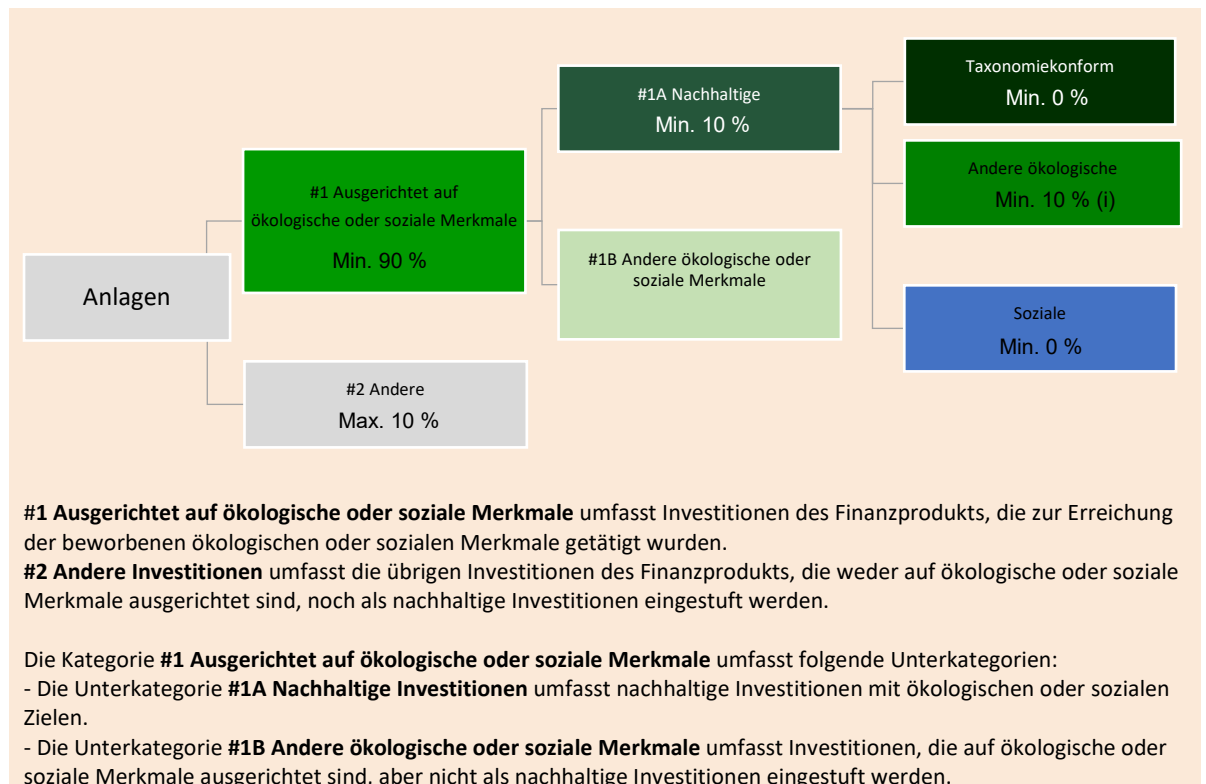 Taxonomiekonform
Min. 0 %
#1A Nachhaltige
Min. 10 %
Andere ökologische
Min. 10 % (i)
#1 Ausgerichtet auf
ökologische oder soziale Merkmale
Min. 90 %
#1B Andere ökologische oder
soziale Merkmale
Anlagen
Soziale
Min. 0 %
#2 Andere
Max. 10 %
#1 Ausgerichtet auf ökologische oder soziale Merkmale umfasst Investitionen des Finanzprodukts, die zur Erreichung
der beworbenen ökologischen oder sozialen Merkmale getätigt wurden.
#2 Andere Investitionen umfasst die übrigen Investitionen des Finanzprodukts, die weder auf ökologische oder soziale
Merkmale ausgerichtet sind, noch als nachhaltige Investitionen eingestuft werden.
Die Kategorie #1 Ausgerichtet auf ökologische oder soziale Merkmale umfasst folgende Unterkategorien:
- Die Unterkategorie #1A Nachhaltige Investitionen umfasst nachhaltige Investitionen mit ökologischen oder sozialen
Zielen.
- Die Unterkategorie #1B Andere ökologische oder soziale Merkmale umfasst Investitionen, die auf ökologische oder
soziale Merkmale ausgerichtet sind, aber nicht als nachhaltige Investitionen eingestuft werden.